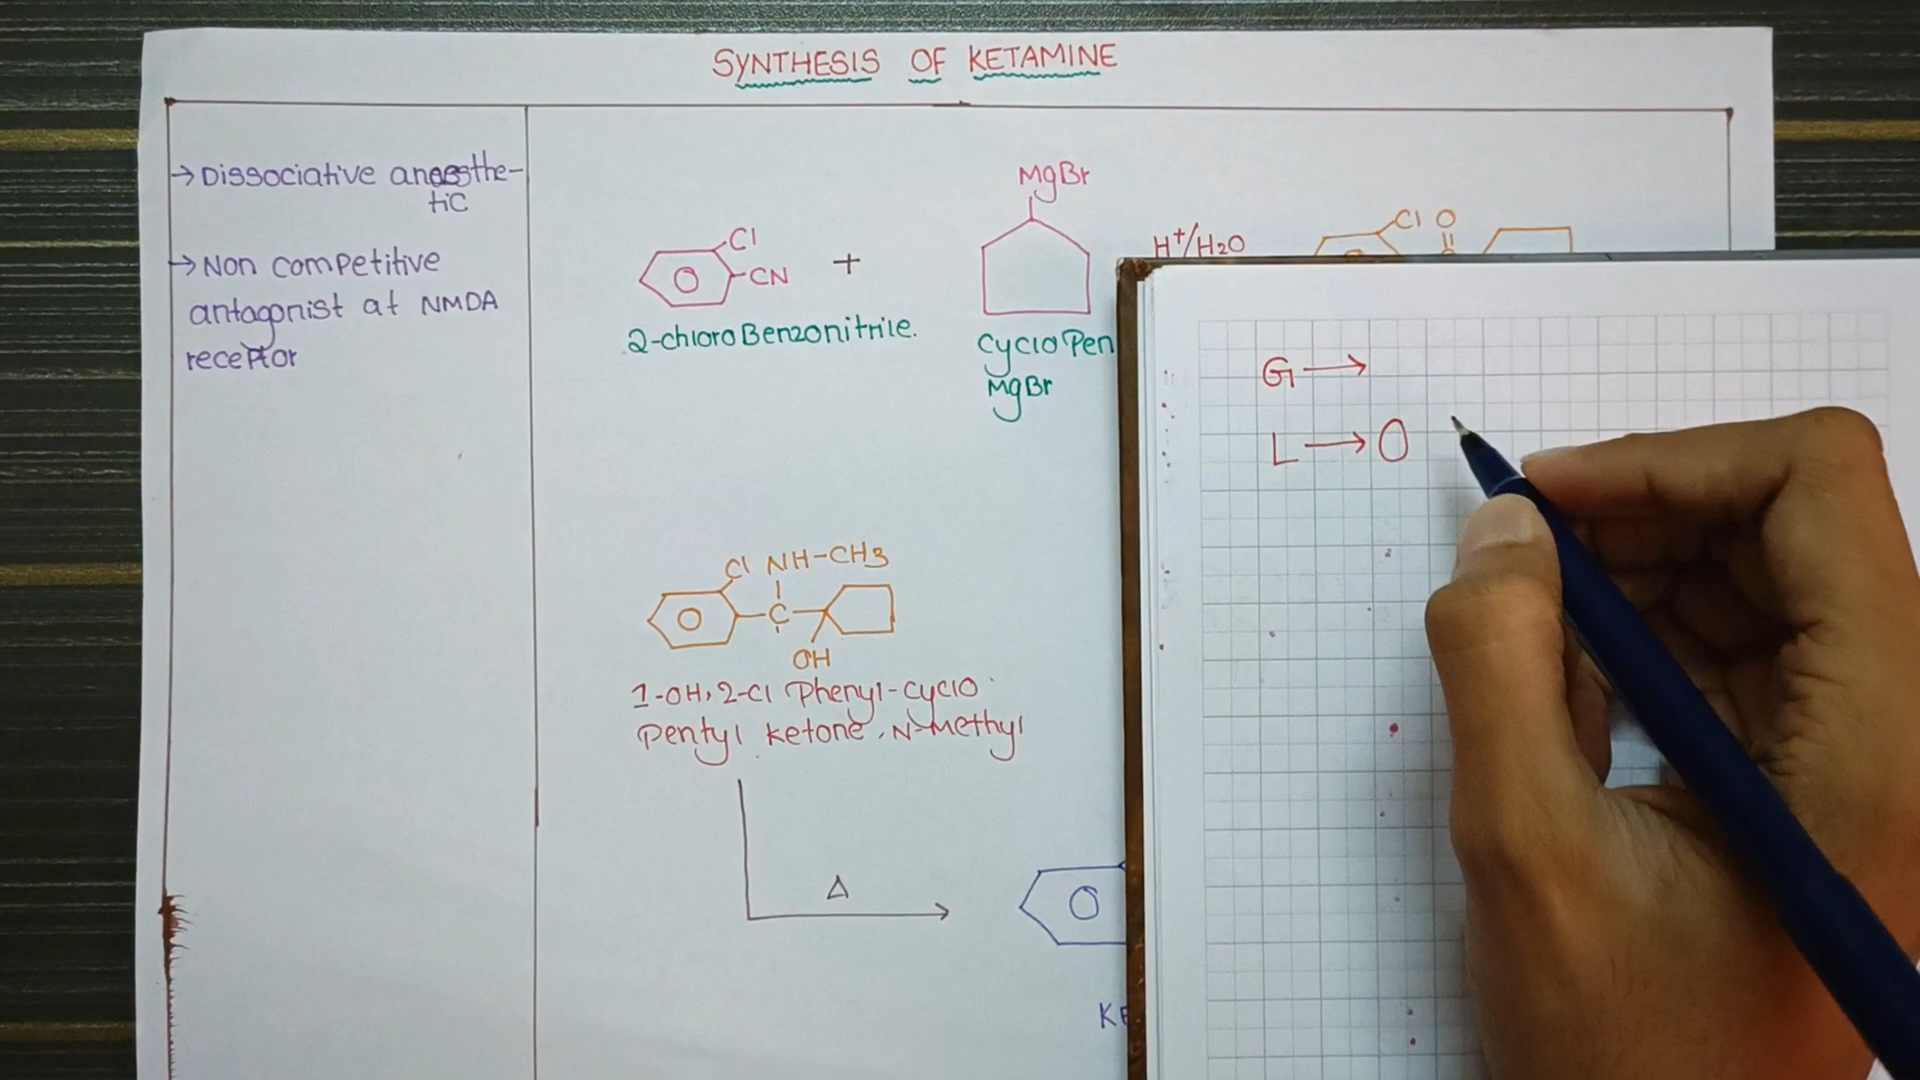 SYNTHESIS OF KETAMINE
→ Dissociative anaesthe-
tic
→ Non competitive
antagonist at NMDA
receptor
Cl
CN
+
2-chloro Benzonitrile.
MgBr
Cyclo Pen
MgBr
H+/H2O
Cl O
G →
L → O
Cl NH-CH3
C
OH
1-OH, 2-Cl Phenyl-cyclo
Pentyl ketone, N-Methyl
Δ
KE